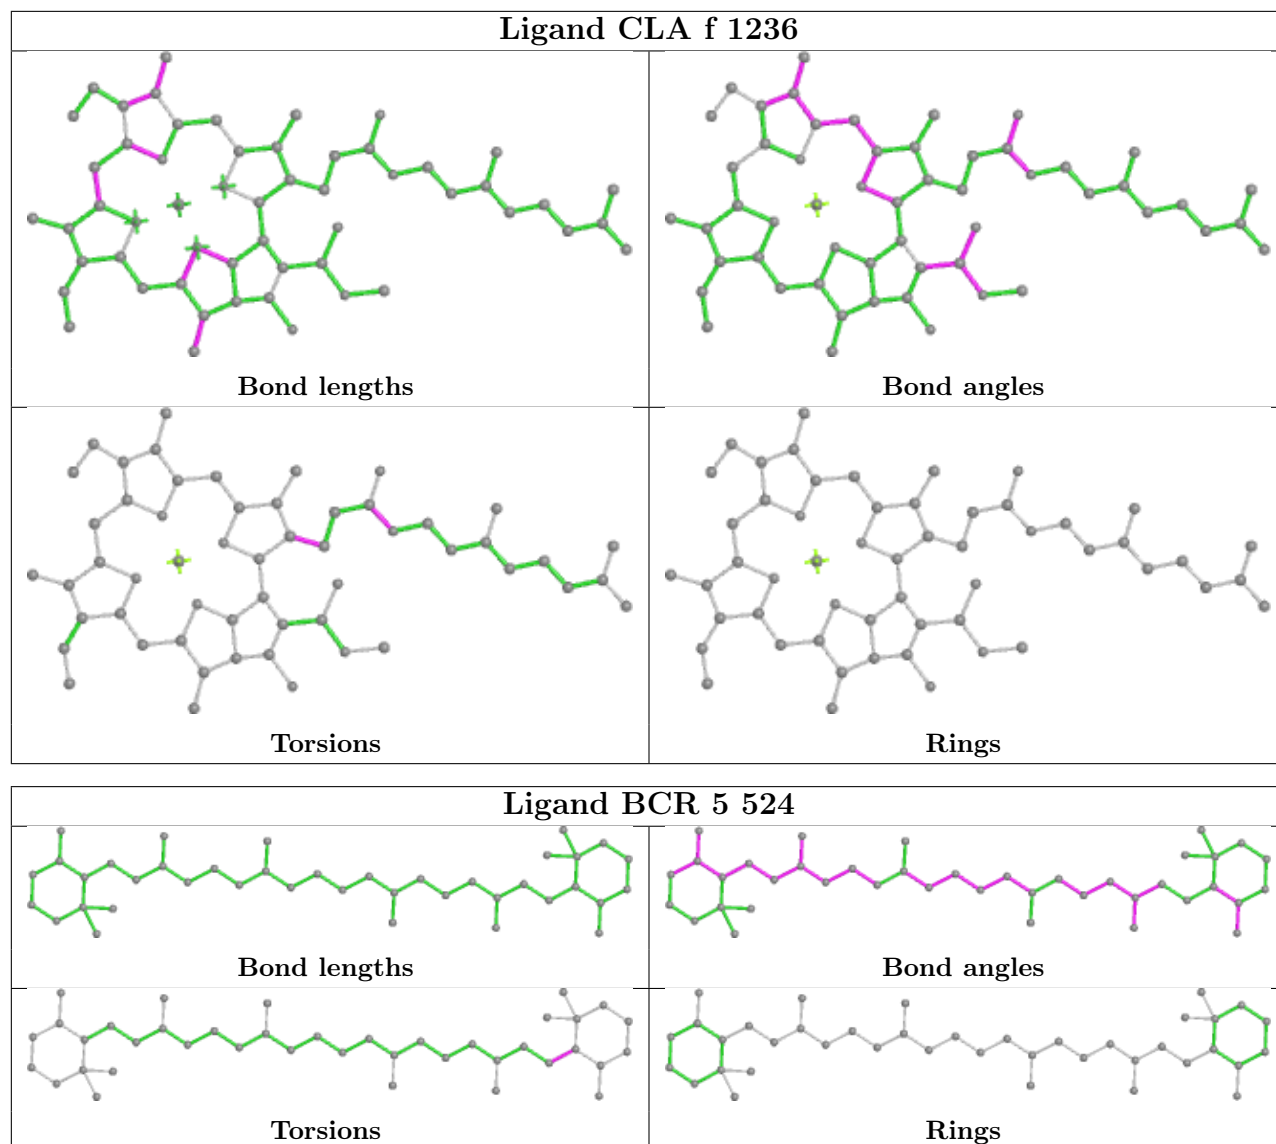 Ligand CLA f 1236
Bond lengths
Bond angles
Torsions
Rings
Ligand BCR 5 524
Bond lengths
Bond angles
Torsions
Rings